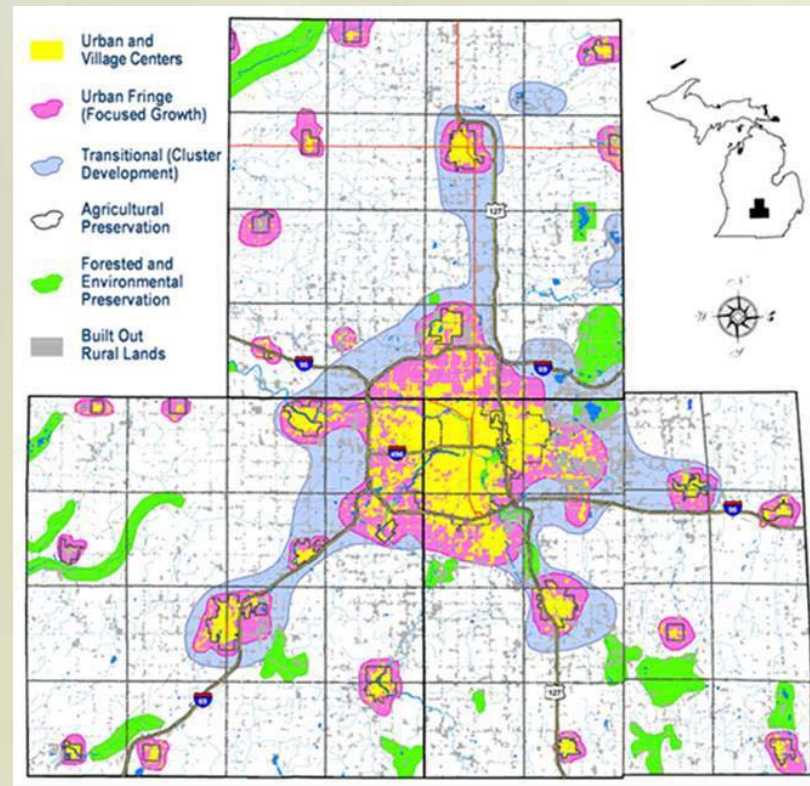 Urban and
Village Centers
Urban Fringe
(Focused Growth)
Transitional (Cluster
Development)
Agricultural
Preservation
Forested and
Environmental
Preservation
Built Out
Rural Lands
127
96
69
496
96
69
127
N
W
S